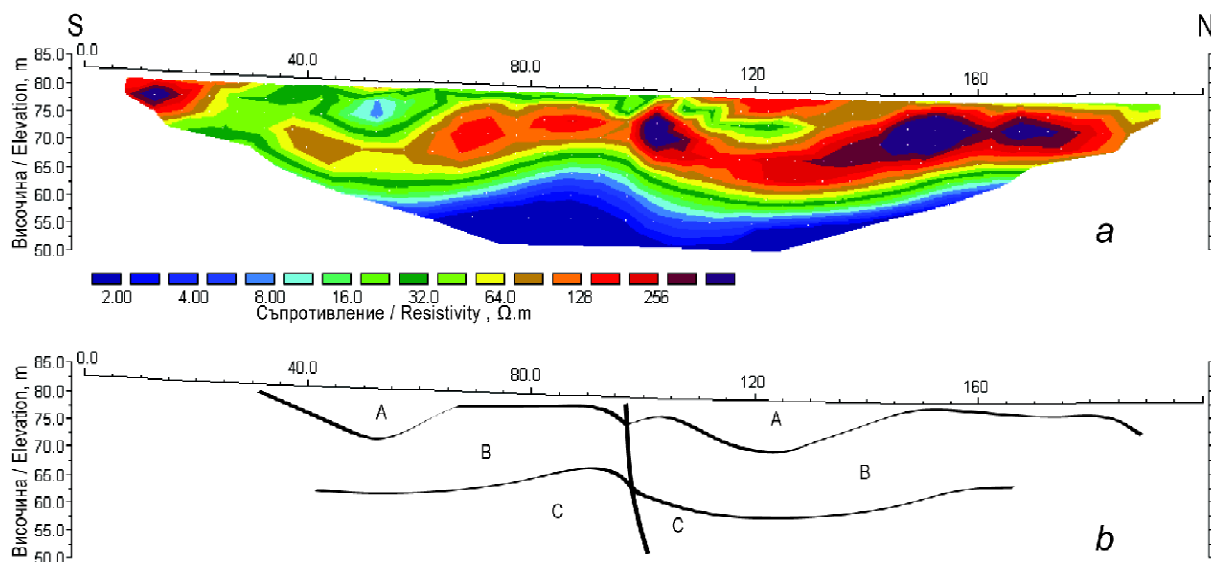 S
N
0.0 40.0 80.0 120 160
85.0
80.0
75.0
70.0
65.0
60.0
55.0
50.0
Височина / Elevation, m
a
2.00 4.00 8.00 16.0 32.0 64.0 128 256
Съпротивление / Resistivity , Ω.m
0.0 40.0 80.0 120 160
85.0
80.0
75.0
70.0
65.0
60.0
55.0
50.0
Височина / Elevation, m
A A
B B
C C
b